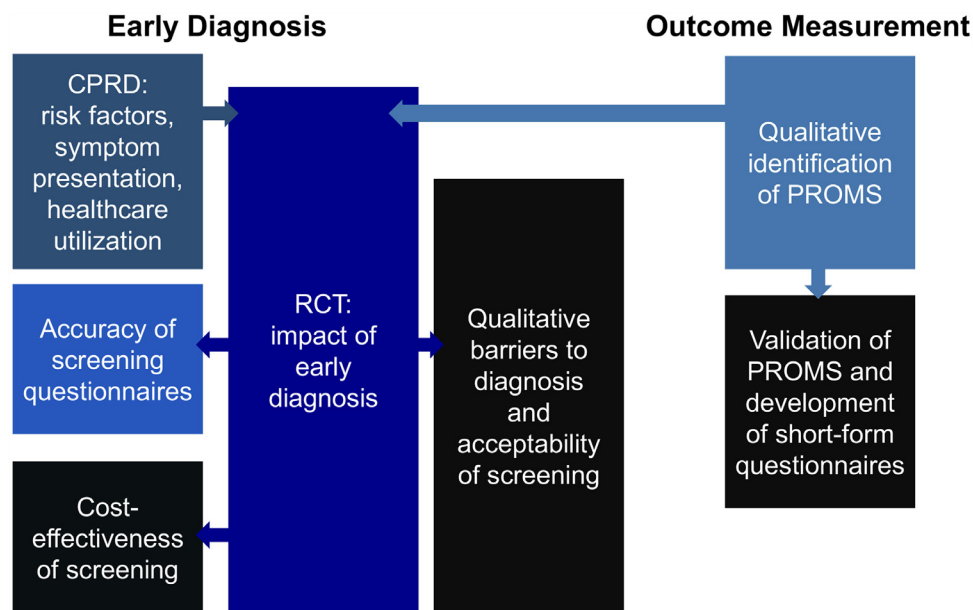 Early Diagnosis
Outcome Measurement
CPRD:
risk factors,
symptom
presentation,
healthcare
utilization
Accuracy of
screening
questionnaires
Cost-
effectiveness
of screening
RCT:
impact of
early
diagnosis
Qualitative
barriers to
diagnosis
and
acceptability
of screening
Qualitative
identification
of PROMS
Validation of
PROMS and
development
of short-form
questionnaires